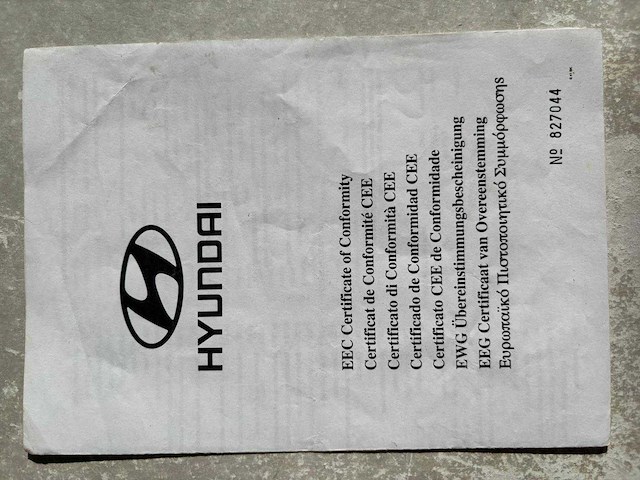 HYUNDAI
EEC Certificate of Conformity
Certificat de Conformité CEE
Certificato di Conformità CEE
Certificado de Conformidad CEE
Certificato CEE de Conformidade
EWG Übereinstimmungsbescheinigung
EEG Certificaat van Overeenstemming
Ευρωπαϊκό Πιστοποιητικό Συμμόρφωσης
Nº 827044